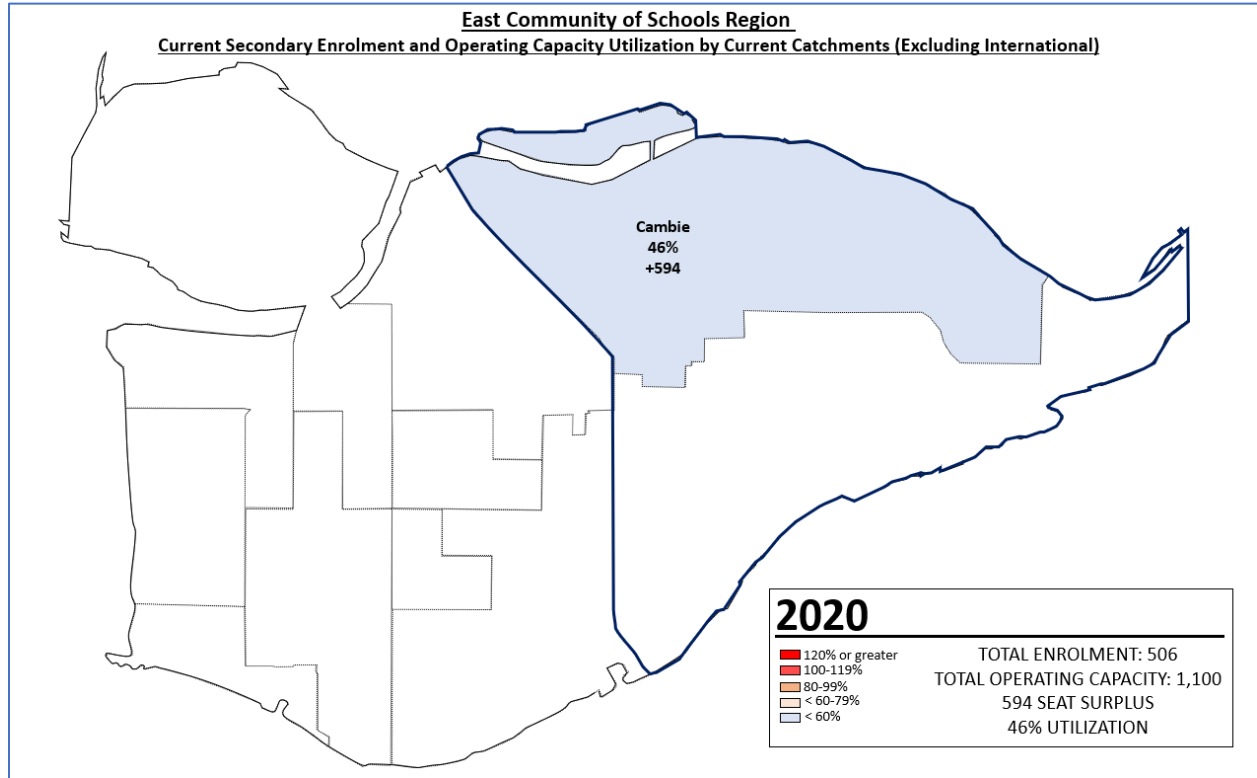 East Community of Schools Region
Current Secondary Enrolment and Operating Capacity Utilization by Current Catchments (Excluding International)
Cambie
46%
+594
2020
120% or greater
100-119%
80-99%
< 60-79%
< 60%
TOTAL ENROLMENT: 506
TOTAL OPERATING CAPACITY: 1,100
594 SEAT SURPLUS
46% UTILIZATION